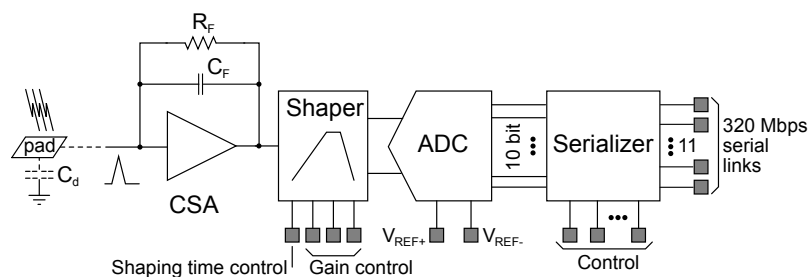 R_F
C_F
pad
C_d
CSA
Shaper
ADC
10 bit
Serializer
11
320 Mbps
serial
links
V_REF+
V_REF-
Shaping time control
Gain control
Control